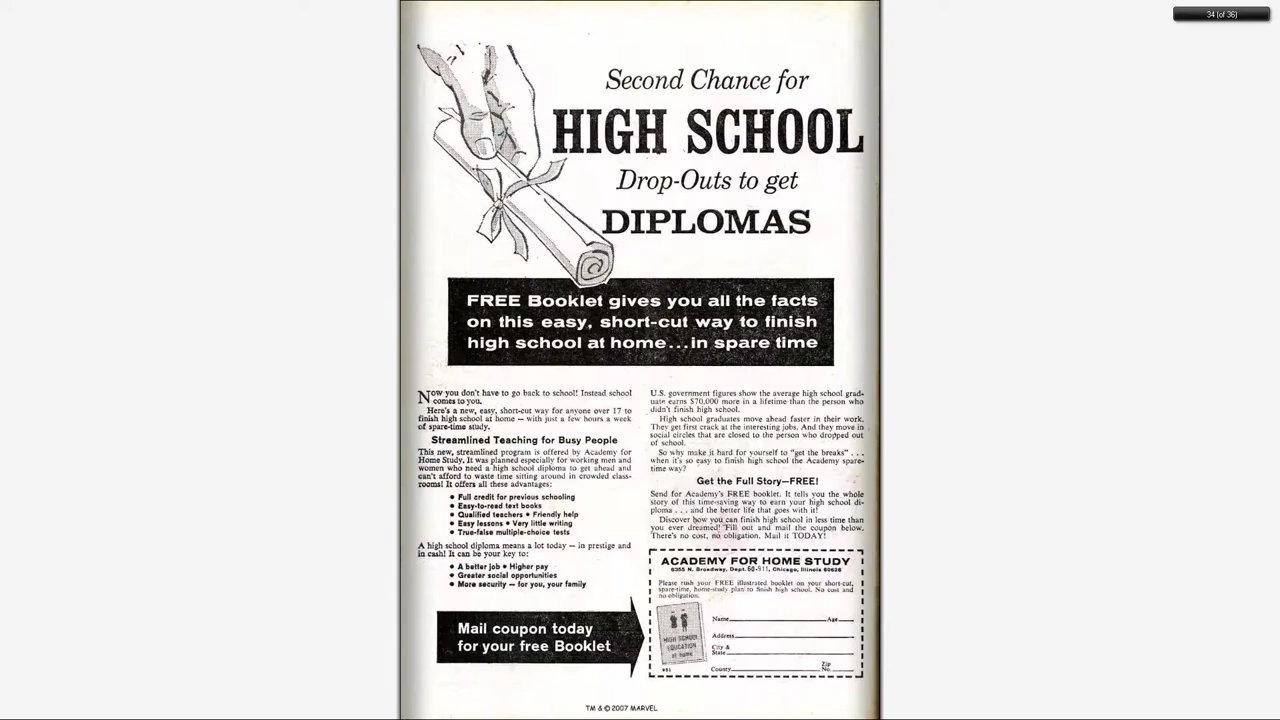 34 (of 36)
Second Chance for
HIGH SCHOOL
Drop-Outs to get
DIPLOMAS
FREE Booklet gives you all the facts
on this easy, short-cut way to finish
high school at home...in spare time
Now you don't have to go back to school! Instead school
comes to you.
Here's a new, easy, short-cut way for anyone over 17 to
finish high school at home — with just a few hours a week
of spare-time study.
Streamlined Teaching for Busy People
This new, streamlined program is offered by Academy for
Home Study. It was planned especially for working men and
women who need a high school diploma to get ahead and
can't afford to waste time sitting around in crowded class-
rooms! It offers all these advantages:
● Full credit for previous schooling
● Easy-to-read text books
● Qualified teachers ● Friendly help
● Easy lessons ● Very little writing
● True-false multiple-choice tests
A high school diploma means a lot today — in prestige and
in cash! It can be your key to:
● A better job ● Higher pay
● Greater social opportunities
● More security — for you, your family
Mail coupon today
for your free Booklet
U.S. government figures show the average high school grad-
uate earns $70,000 more in a lifetime than the person who
didn't finish high school.
High school graduates move ahead faster in their work.
They get first crack at the interesting jobs. And they move in
social circles that are closed to the person who dropped out
of school.
So why make it hard for yourself to "get the breaks" . . .
when it's so easy to finish high school the Academy spare-
time way?
Get the Full Story—FREE!
Send for Academy's FREE booklet. It tells you the whole
story of this time-saving way to earn your high school di-
ploma . . . and the better life that goes with it!
Discover how you can finish high school in less time than
you ever dreamed! Fill out and mail the coupon below.
There's no cost, no obligation. Mail it TODAY!
ACADEMY FOR HOME STUDY
6355 N. Broadway, Dept. 60-911, Chicago, Illinois 60626
Please rush your FREE illustrated booklet on your short-cut,
spare-time, home-study plan to finish high school. No cost and
no obligation.
HIGH SCHOOL
EDUCATION
at home
Name Age
Address
City &
State
County Zip
No.
951
TM & © 2007 MARVEL